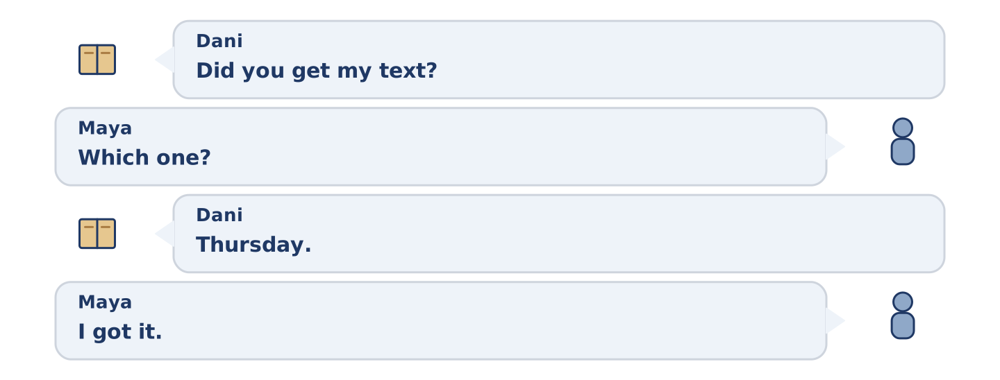 Dani
Did you get my text?
Maya
Which one?
Dani
Thursday.
Maya
I got it.